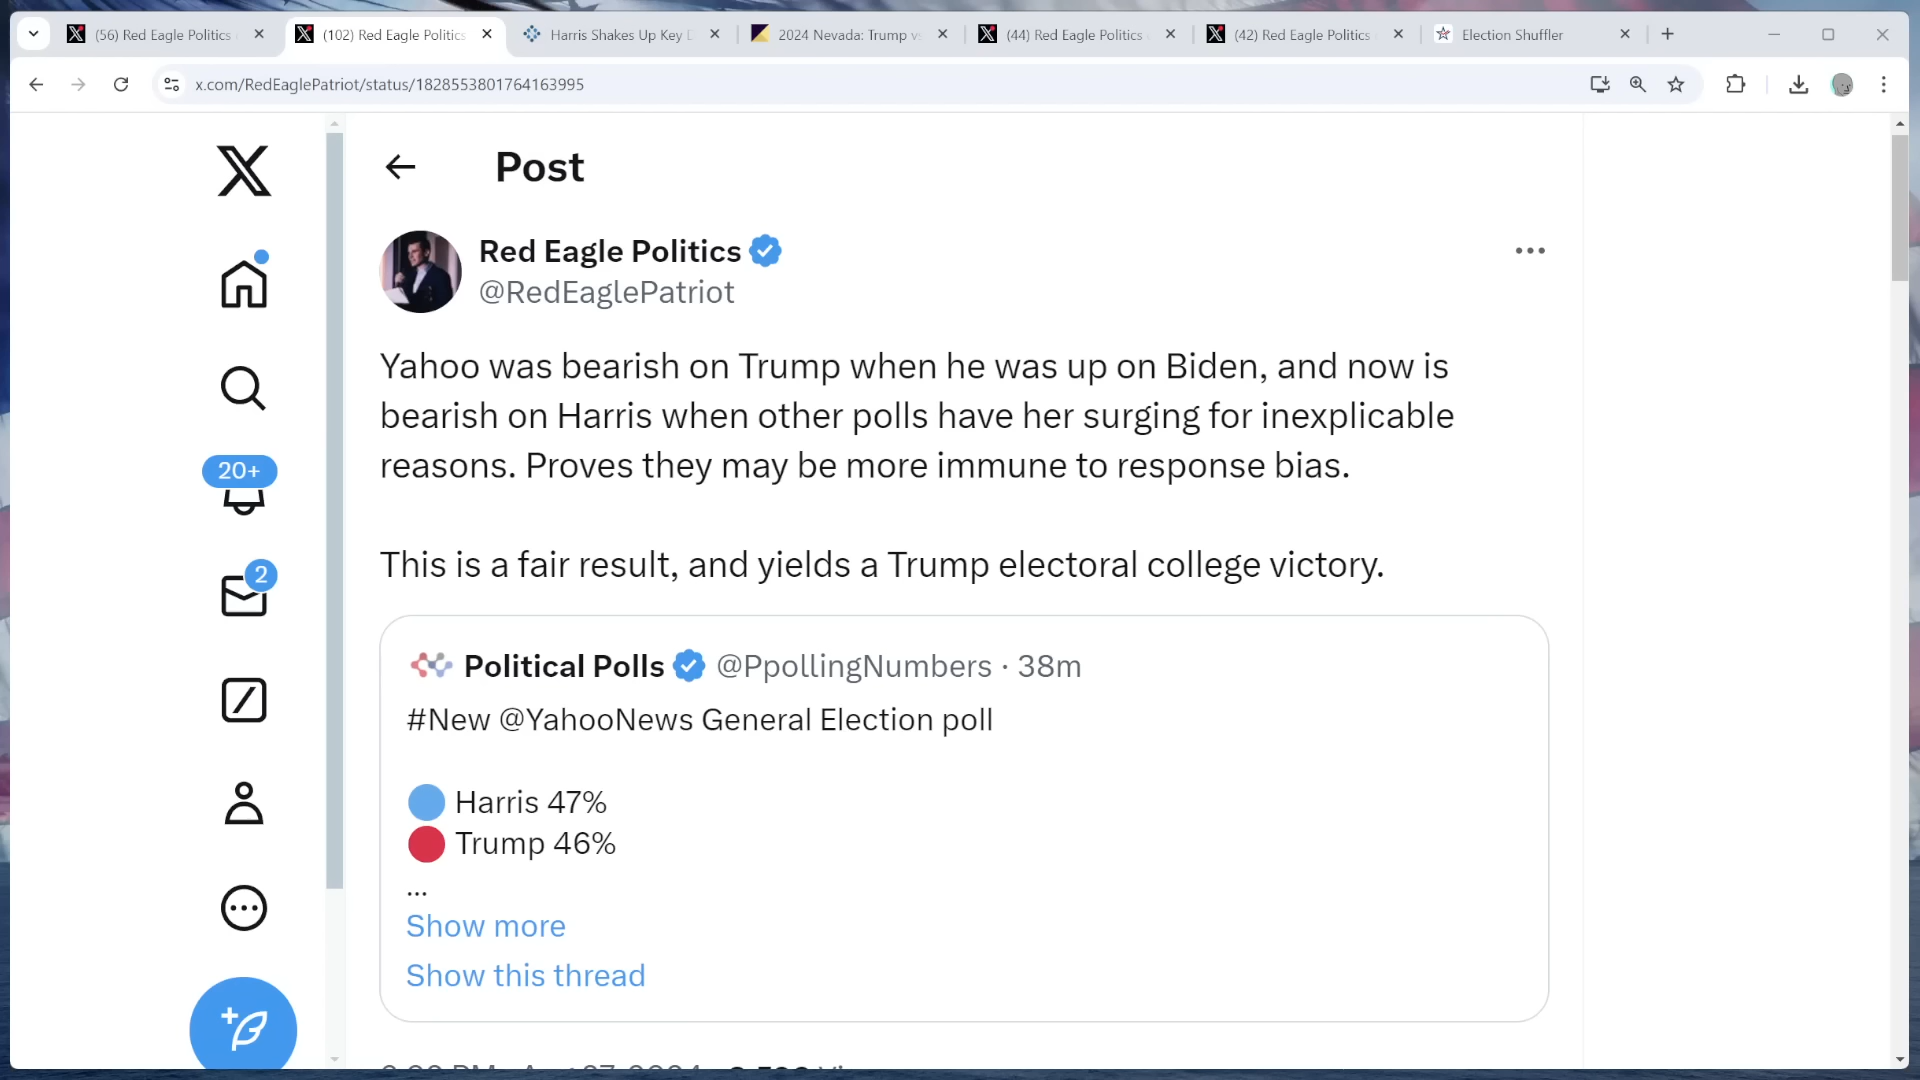 (56) Red Eagle Politics
(102) Red Eagle Politics
Harris Shakes Up Key
2024 Nevada: Trump vs
(44) Red Eagle Politics
(42) Red Eagle Politics
Election Shuffler
x.com/RedEaglePatriot/status/1828553801764163995
Post
Red Eagle Politics
@RedEaglePatriot
Yahoo was bearish on Trump when he was up on Biden, and now is
bearish on Harris when other polls have her surging for inexplicable
reasons. Proves they may be more immune to response bias.
This is a fair result, and yields a Trump electoral college victory.
20+
2
Political Polls @PpollingNumbers · 38m
#New @YahooNews General Election poll
Harris 47%
Trump 46%
...
Show more
Show this thread